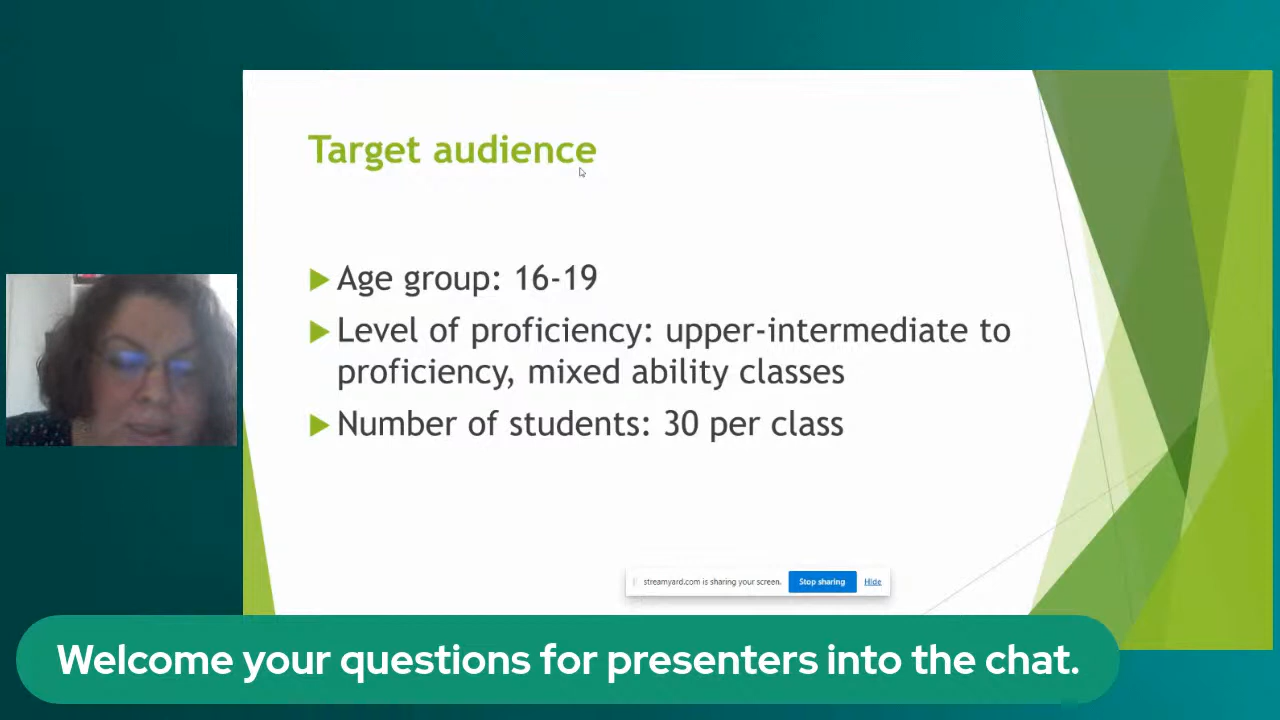 Target audience
Age group: 16-19
Level of proficiency: upper-intermediate to
proficiency, mixed ability classes
Number of students: 30 per class
streamyard.com is sharing your screen.
Stop sharing
Hide
Welcome your questions for presenters into the chat.